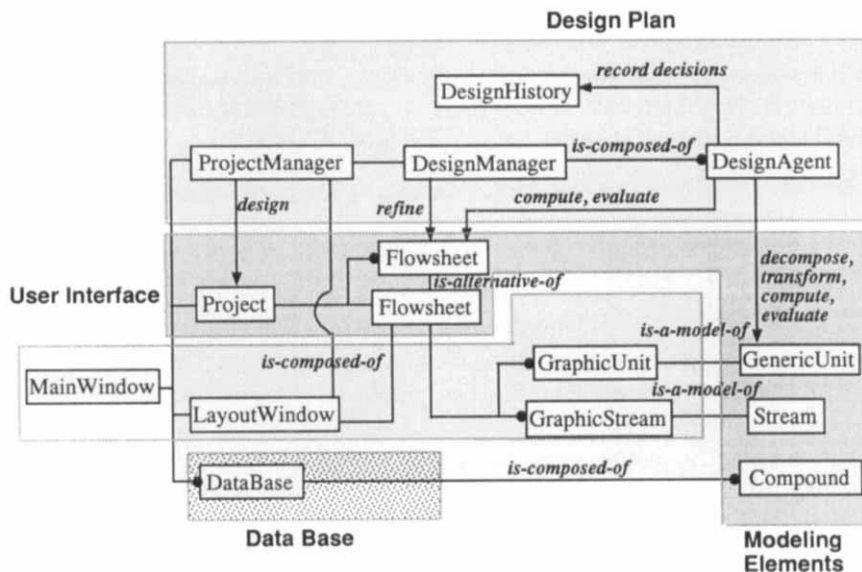 Design Plan
record decisions
DesignHistory
is-composed-of
ProjectManager
DesignManager
DesignAgent
design
refine
compute, evaluate
Flowsheet
decompose,
transform,
compute,
evaluate
is-alternative-of
User Interface
Project
Flowsheet
is-a-model-of
is-composed-of
GraphicUnit
GenericUnit
MainWindow
is-a-model-of
LayoutWindow
GraphicStream
Stream
is-composed-of
DataBase
Compound
Data Base
Modeling
Elements